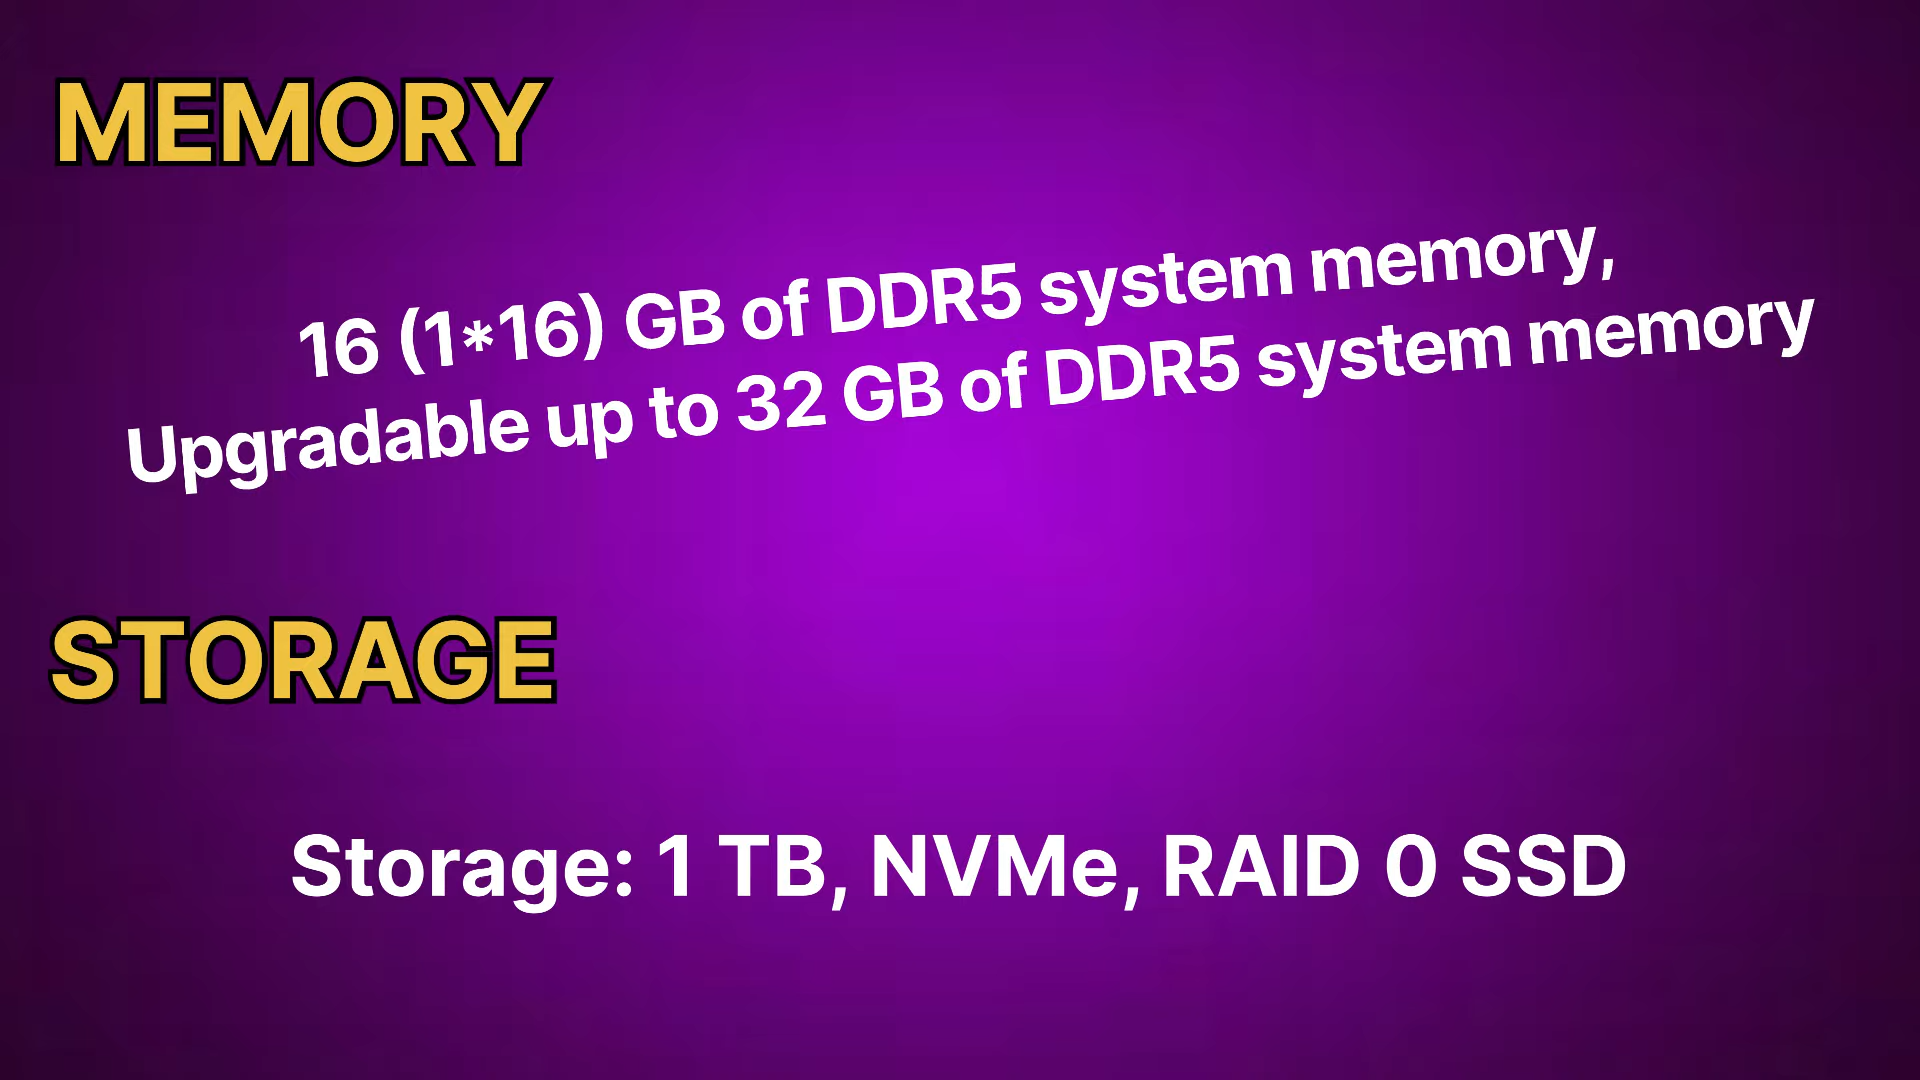 MEMORY
16 (1*16) GB of DDR5 system memory,
Upgradable up to 32 GB of DDR5 system memory
STORAGE
Storage: 1 TB, NVMe, RAID 0 SSD